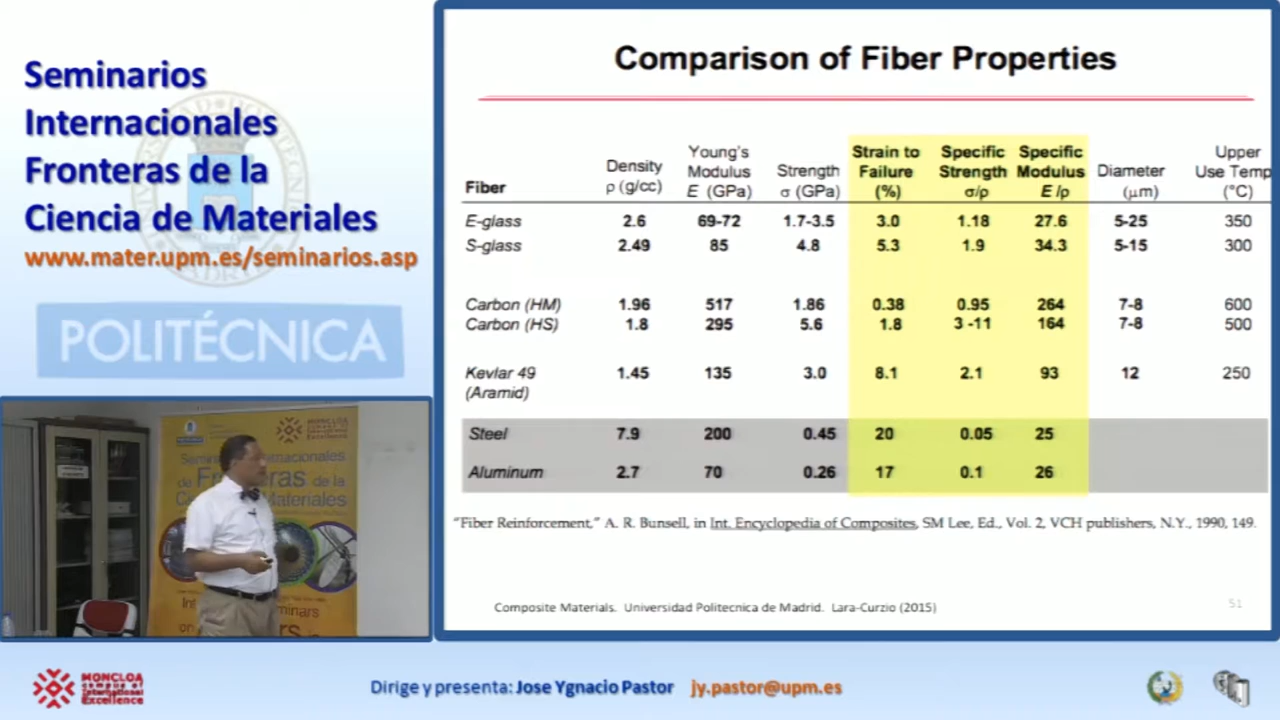 Seminarios
Internacionales
Fronteras de la
Ciencia de Materiales
www.mater.upm.es/seminarios.asp
POLITÉCNICA
Comparison of Fiber Properties
Fiber Density ρ (g/cc) Young's Modulus E (GPa) Strength σ (GPa) Strain to Failure (%) Specific Strength σ/ρ Specific Modulus E/ρ Diameter (μm) Upper Use Temp (°C)
E-glass 2.6 69-72 1.7-3.5 3.0 1.18 27.6 5-25 350
S-glass 2.49 85 4.8 5.3 1.9 34.3 5-15 300
Carbon (HM) 1.96 517 1.86 0.38 0.95 264 7-8 600
Carbon (HS) 1.8 295 5.6 1.8 3 -11 164 7-8 500
Kevlar 49 1.45 135 3.0 8.1 2.1 93 12 250
(Aramid)
Steel 7.9 200 0.45 20 0.05 25
Aluminum 2.7 70 0.26 17 0.1 26
"Fiber Reinforcement," A. R. Bunsell, in Int. Encyclopedia of Composites, SM Lee, Ed., Vol. 2, VCH publishers, N.Y., 1990, 149.
Composite Materials. Universidad Politecnica de Madrid. Lara-Curzio (2015)
51
MONCLOA
campus of
International
Excellence
Dirige y presenta: Jose Ygnacio Pastor jy.pastor@upm.es